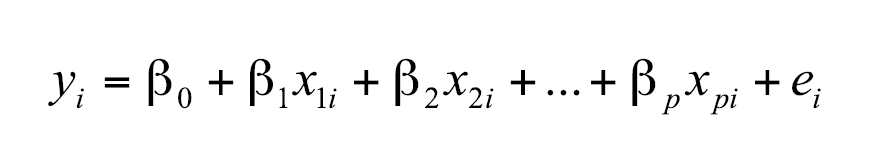 yᵢ = β₀ + β₁x₁ᵢ + β₂x₂ᵢ + ... + βₚxₚᵢ + eᵢ